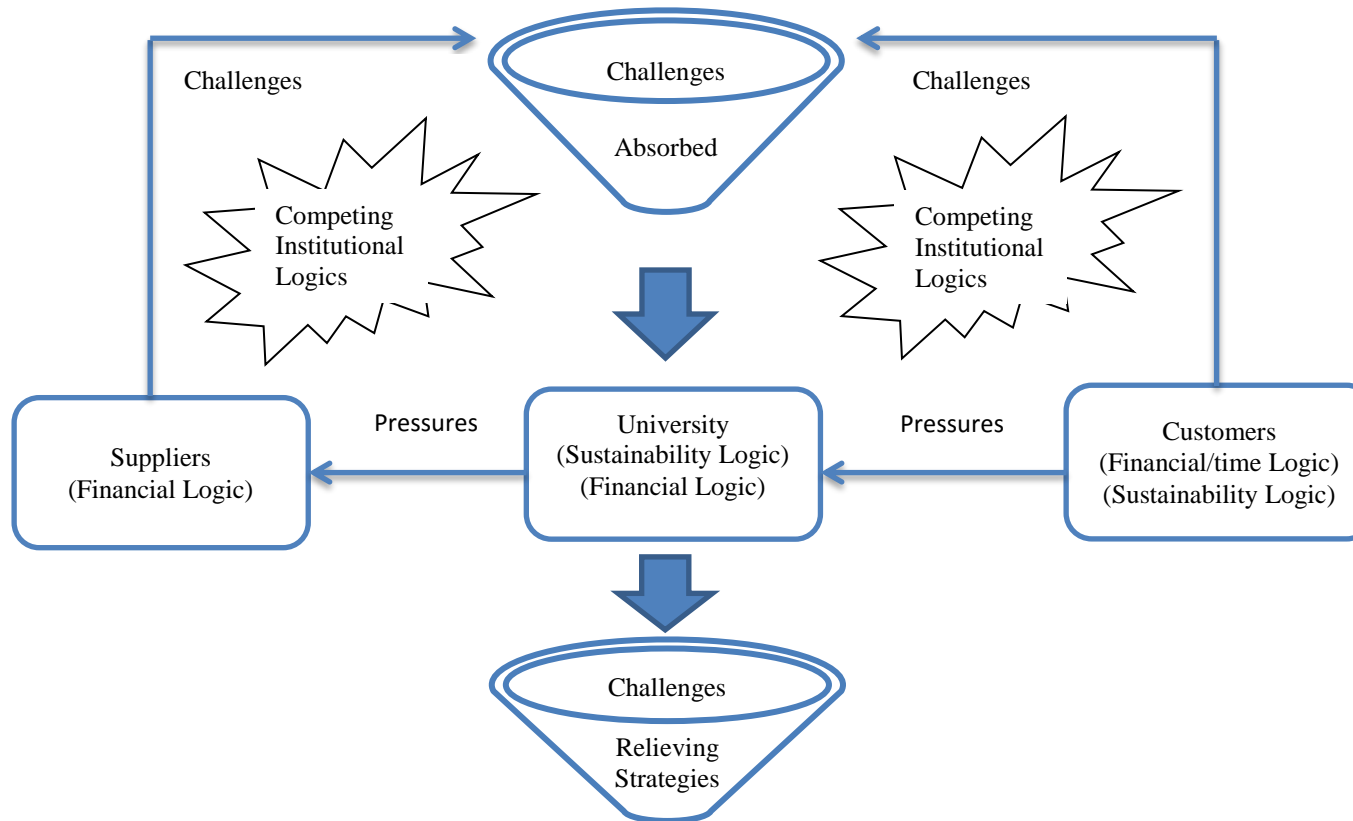 Challenges
Challenges
Challenges
Absorbed
Competing
Institutional
Logics
Competing
Institutional
Logics
Pressures
Pressures
Suppliers
(Financial Logic)
University
(Sustainability Logic)
(Financial Logic)
Customers
(Financial/time Logic)
(Sustainability Logic)
Challenges
Relieving
Strategies